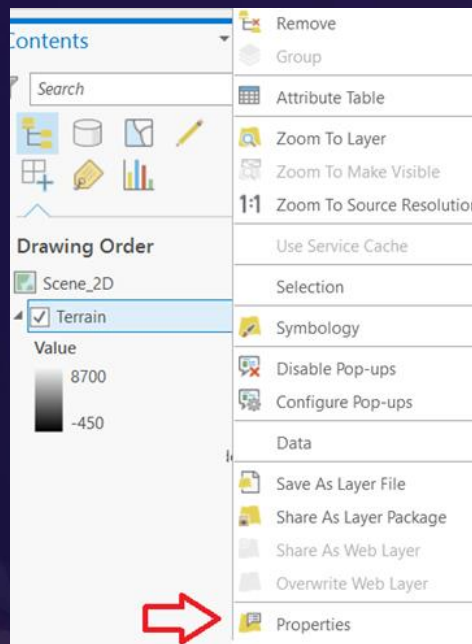 Contents
Search
Drawing Order
Scene_2D
Terrain
Value
8700
-450
Remove
Group
Attribute Table
Zoom To Layer
Zoom To Make Visible
1:1 Zoom To Source Resolution
Use Service Cache
Selection
Symbology
Disable Pop-ups
Configure Pop-ups
Data
Save As Layer File
Share As Layer Package
Share As Web Layer
Overwrite Web Layer
Properties